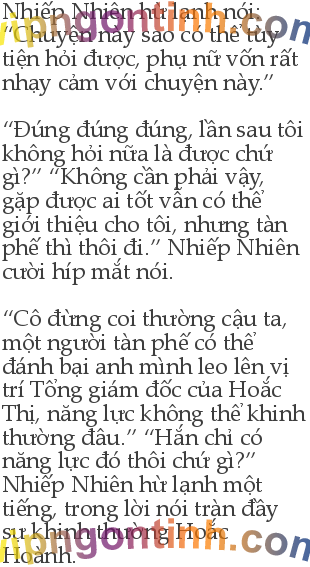 Nhiếp Nhiên hừ lạnh nói:
“Chuyện này sao có thể tùy
tiện hỏi được, phụ nữ vốn rất
nhạy cảm với chuyện này.”
“Đúng đúng đúng, lần sau tôi
không hỏi nữa là được chứ
gì?” “Không cần phải vậy,
gặp được ai tốt vẫn có thể
giới thiệu cho tôi, nhưng tàn
phế thì thôi đi.” Nhiếp Nhiên
cười híp mắt nói.
“Cô đừng coi thường cậu ta,
một người tàn phế có thể
đánh bại anh mình leo lên vị
trí Tổng giám đốc của Hoắc
Thị, năng lực không thể khinh
thường đâu.” “Hắn chỉ có
năng lực đó thôi chứ gì?”
Nhiếp Nhiên hừ lạnh một
tiếng, trong lời nói tràn đầy
sự khinh thường Hoắc
Hoành.
vipngontinh.com
vipngontinh.com